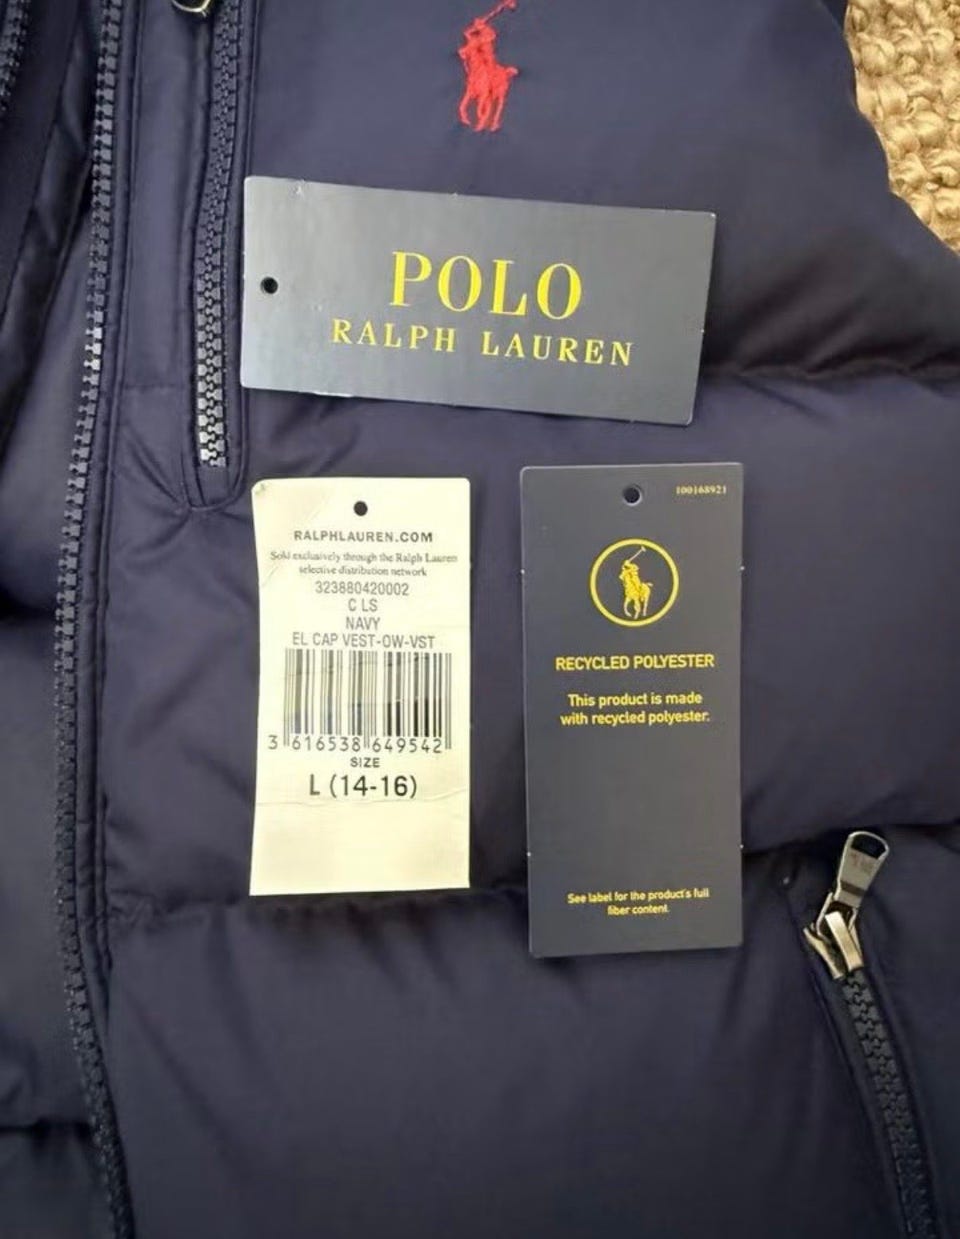 POLO
RALPH LAUREN
RALPHLAUREN.COM
Sold exclusively through the Ralph Lauren
selective distribution network
323880420002
C LS
NAVY
EL CAP VEST-OW-VST
3 616538 649542
SIZE
L (14-16)
100168921
RECYCLED POLYESTER
This product is made
with recycled polyester.
See label for the product's full
fiber content.